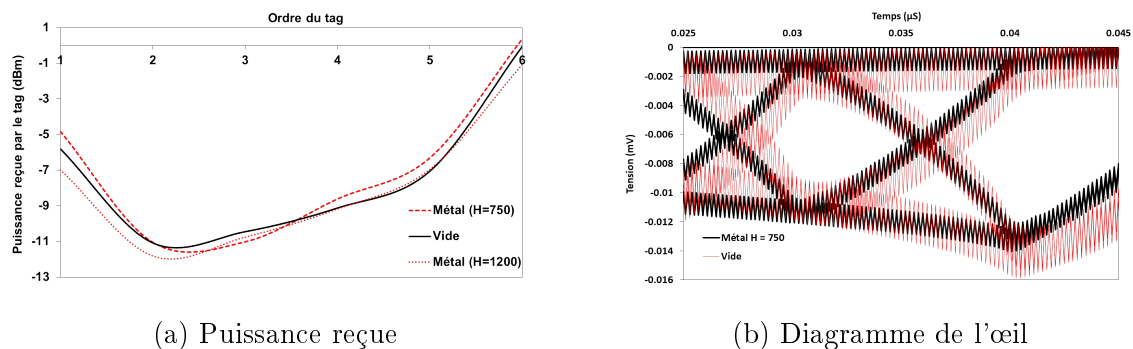 Ordre du tag
1
-1
-3
-5
-7
-9
-11
-13
1 2 3 4 5 6
Puissance reçue par le tag (dBm)
Métal (H=750)
Vide
Métal (H=1200)
(a) Puissance reçue
Temps (µS)
0.025 0.03 0.035 0.04 0.045
0
-0.002
-0.004
-0.006
-0.008
-0.01
-0.012
-0.014
-0.016
Tension (mV)
Métal H = 750
Vide
(b) Diagramme de l'œil